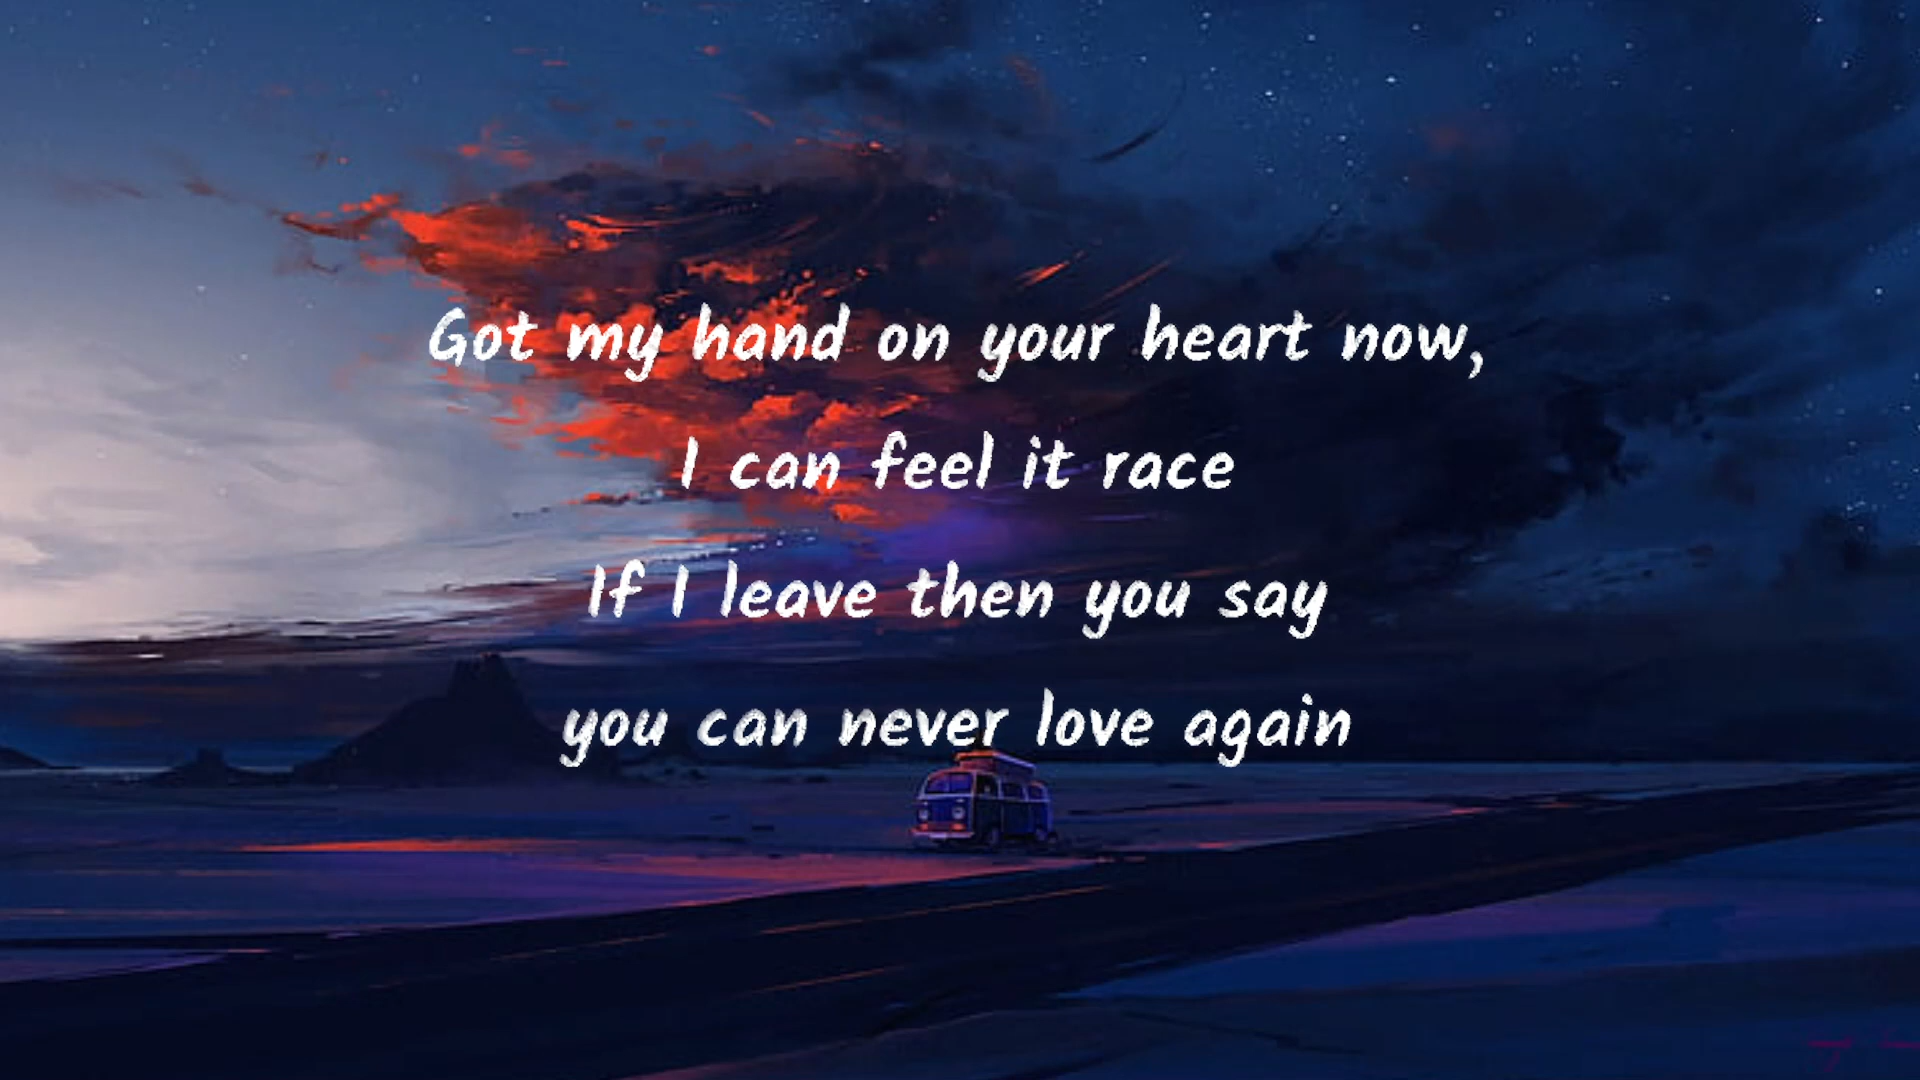 Got my hand on your heart now,
I can feel it race
If I leave then you say
you can never love again